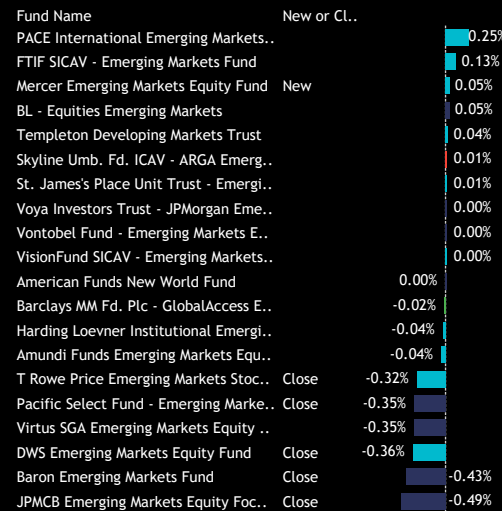 Fund Name New or Cl..
PACE International Emerging Markets.. 0.25%
FTIF SICAV - Emerging Markets Fund 0.13%
Mercer Emerging Markets Equity Fund New 0.05%
BL - Equities Emerging Markets 0.05%
Templeton Developing Markets Trust 0.04%
Skyline Umb. Fd. ICAV - ARGA Emerg.. 0.01%
St. James's Place Unit Trust - Emergi.. 0.01%
Voya Investors Trust - JPMorgan Eme.. 0.00%
Vontobel Fund - Emerging Markets E.. 0.00%
VisionFund SICAV - Emerging Markets.. 0.00%
American Funds New World Fund 0.00%
Barclays MM Fd. Plc - GlobalAccess E.. -0.02%
Harding Loevner Institutional Emergi.. -0.04%
Amundi Funds Emerging Markets Equ.. -0.04%
T Rowe Price Emerging Markets Stoc.. Close -0.32%
Pacific Select Fund - Emerging Marke.. Close -0.35%
Virtus SGA Emerging Markets Equity .. -0.35%
DWS Emerging Markets Equity Fund Close -0.36%
Baron Emerging Markets Fund Close -0.43%
JPMCB Emerging Markets Equity Foc.. Close -0.49%